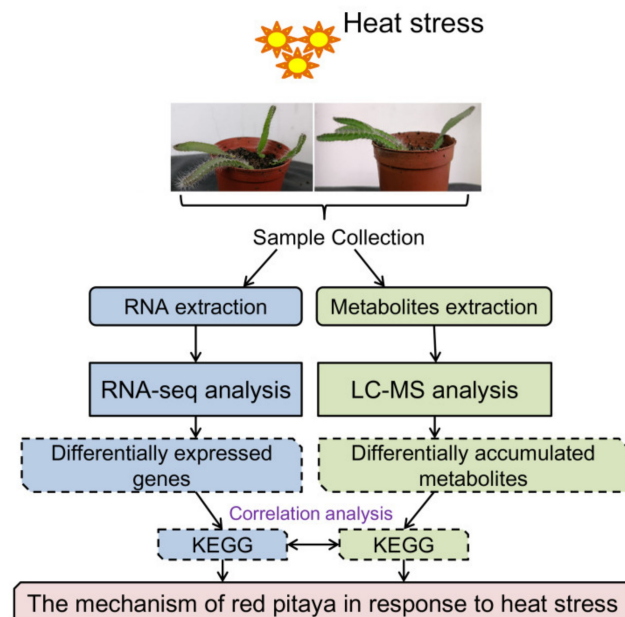 Heat stress
Sample Collection
RNA extraction
Metabolites extraction
RNA-seq analysis
LC-MS analysis
Differentially expressed
genes
Differentially accumulated
metabolites
Correlation analysis
KEGG
KEGG
The mechanism of red pitaya in response to heat stress